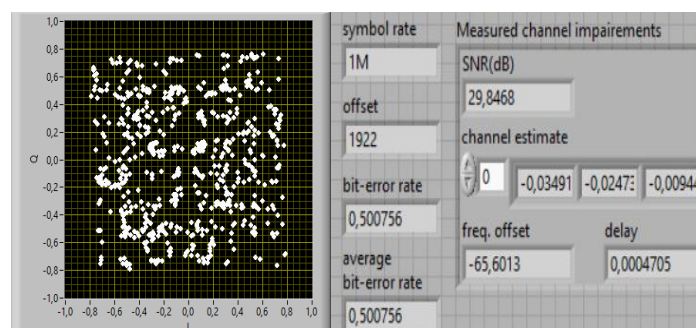 1,0
0,8
0,6
0,4
0,2
0,0
-0,2
-0,4
-0,6
-0,8
-1,0
Q
-1,0 -0,8 -0,6 -0,4 -0,2 0,0 0,2 0,4 0,6 0,8 1,0
I
symbol rate
1M
offset
1922
bit-error rate
0,500756
average
bit-error rate
0,500756
Measured channel impairements
SNR(dB)
29,8468
channel estimate
0 -0,03491 -0,0247 -0,00944
freq. offset
-65,6013
delay
0,0004705